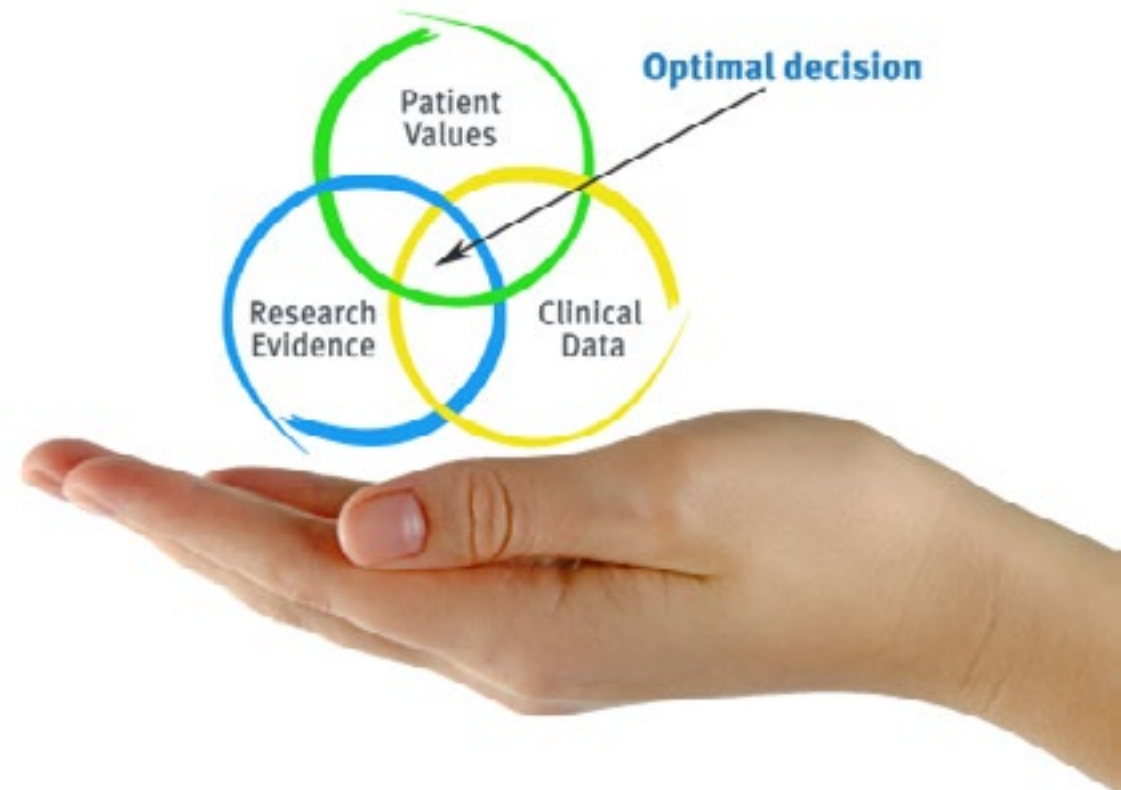 Patient
Values
Optimal decision
Research
Evidence
Clinical
Data